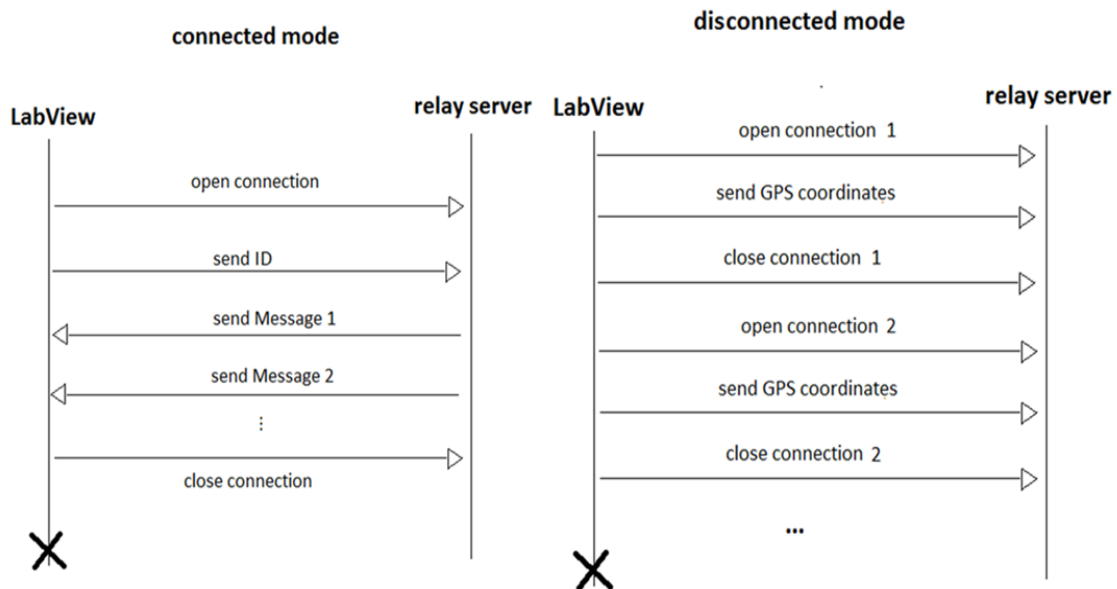 connected mode
LabView
relay server
open connection
send ID
send Message 1
send Message 2
⋮
close connection
disconnected mode
LabView
relay server
open connection 1
send GPS coordinates
close connection 1
open connection 2
send GPS coordinates
close connection 2
...